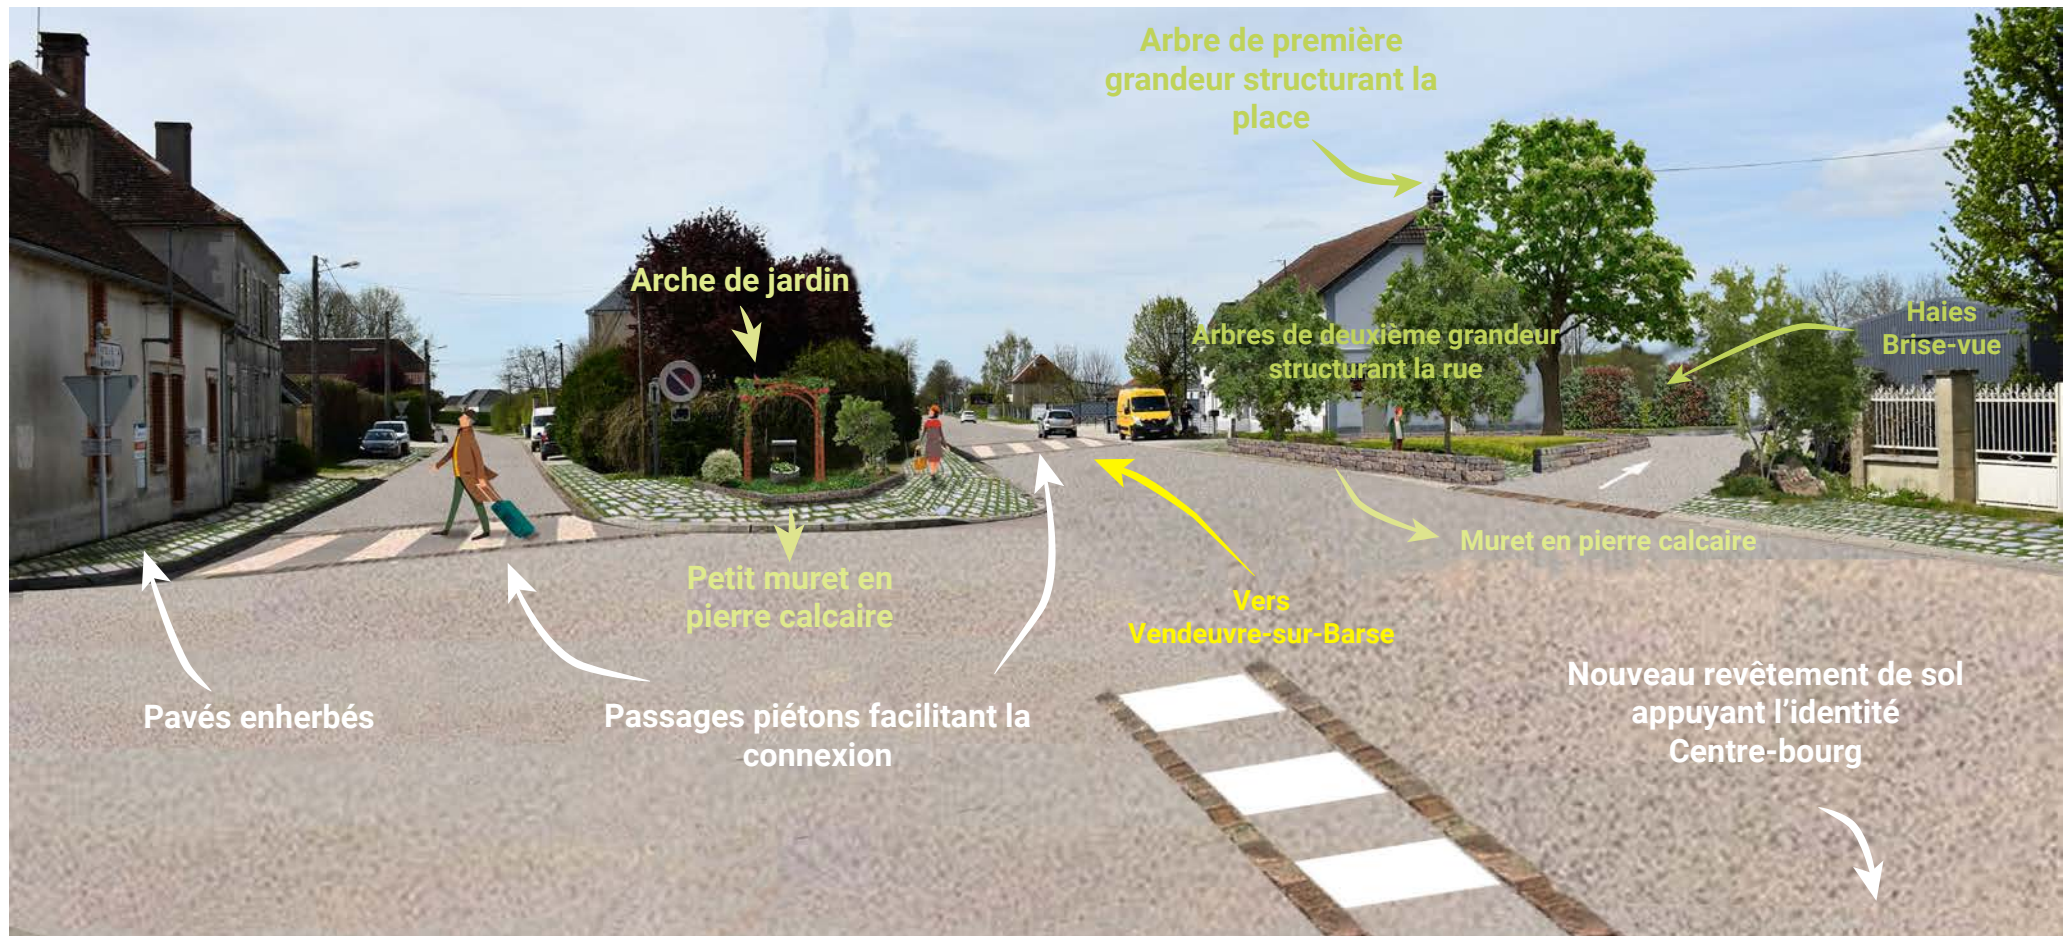 Arbre de première
grandeur structurant la
place
Arche de jardin
Arbres de deuxième grandeur
structurant la rue
Haies
Brise-vue
Muret en pierre calcaire
Petit muret en
pierre calcaire
Vers
Vendeuvre-sur-Barse
Pavés enherbés
Passages piétons facilitant la
connexion
Nouveau revêtement de sol
appuyant l'identité
Centre-bourg